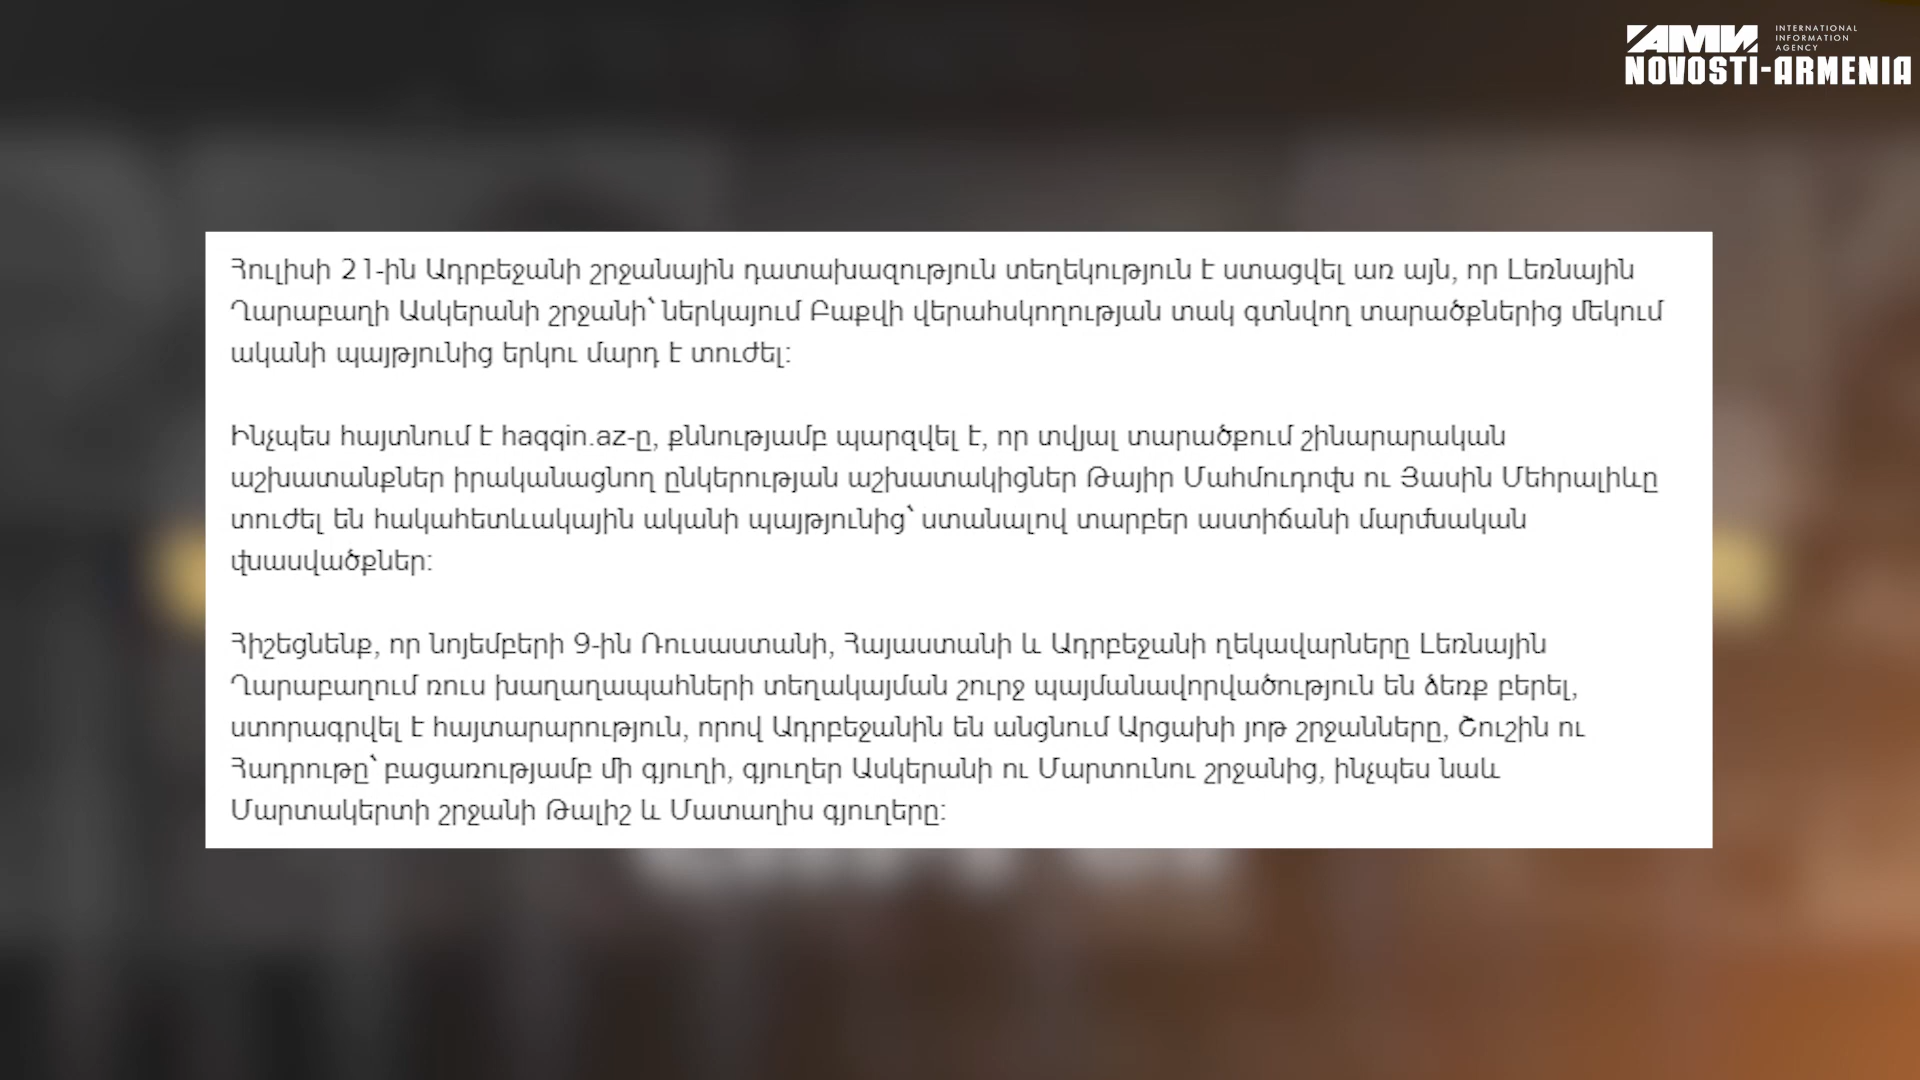 ԱՄԻ
INTERNATIONAL
INFORMATION
AGENCY
NOVOSTI-ARMENIA
Հուլիսի 21-ին Ադրբեջանի շրջանային դատախազություն տեղեկություն է ստացվել առ այն, որ Լեռնային
Ղարաբաղի Ասկերանի շրջանի՝ ներկայում Բաքվի վերահսկողության տակ գտնվող տարածքներից մեկում
ականի պայթյունից երկու մարդ է տուժել։
Ինչպես հայտնում է haqqin.az-ը, քննությամբ պարզվել է, որ տվյալ տարածքում շինարարական
աշխատանքներ իրականացնող ընկերության աշխատակիցներ Թայիր Մահմուդովն ու Յասին Մեհրալիևը
տուժել են հակահետևակային ականի պայթյունից՝ ստանալով տարբեր աստիճանի մարմնական
վնասվածքներ։
Հիշեցնենք, որ նոյեմբերի 9-ին Ռուսաստանի, Հայաստանի և Ադրբեջանի ղեկավարները Լեռնային
Ղարաբաղում ռուս խաղաղապահների տեղակայման շուրջ պայմանավորվածություն են ձեռք բերել,
ստորագրվել է հայտարարություն, որով Ադրբեջանին են անցնում Արցախի յոթ շրջանները, Շուշին ու
Հադրութը՝ բացառությամբ մի գյուղի, գյուղեր Ասկերանի ու Մարտունու շրջանից, ինչպես նաև
Մարտակերտի շրջանի Թալիշ և Մատաղիս գյուղերը։